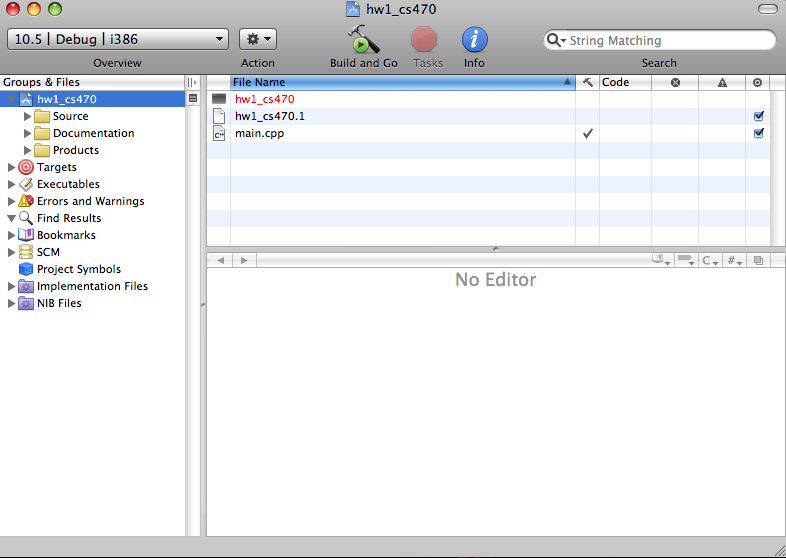 hw1_cs470
10.5 | Debug | i386
String Matching
Overview Action Build and Go Tasks Info Search
Groups & Files File Name Code
hw1_cs470 hw1_cs470
Source hw1_cs470.1
Documentation main.cpp
Products
Targets
Executables
Errors and Warnings
Find Results
Bookmarks
SCM
Project Symbols
Implementation Files
NIB Files
C++
C #
No Editor